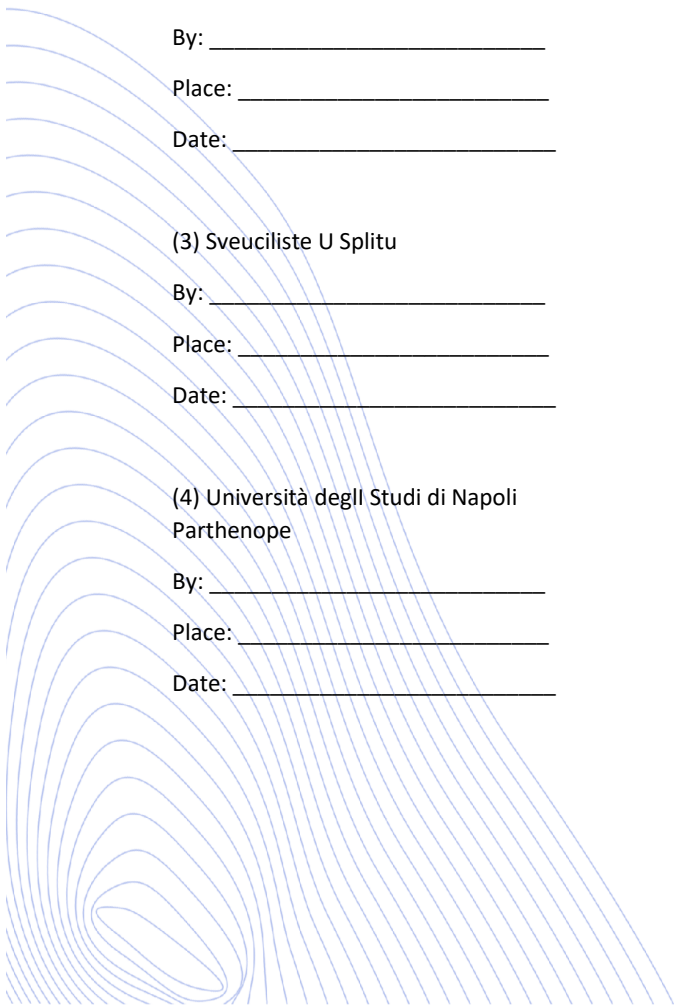 By: ___________________________
Place: _________________________
Date: __________________________
(3) Sveuciliste U Splitu
By: ___________________________
Place: _________________________
Date: __________________________
(4) Università deglI Studi di Napoli
Parthenope
By: ___________________________
Place: _________________________
Date: __________________________